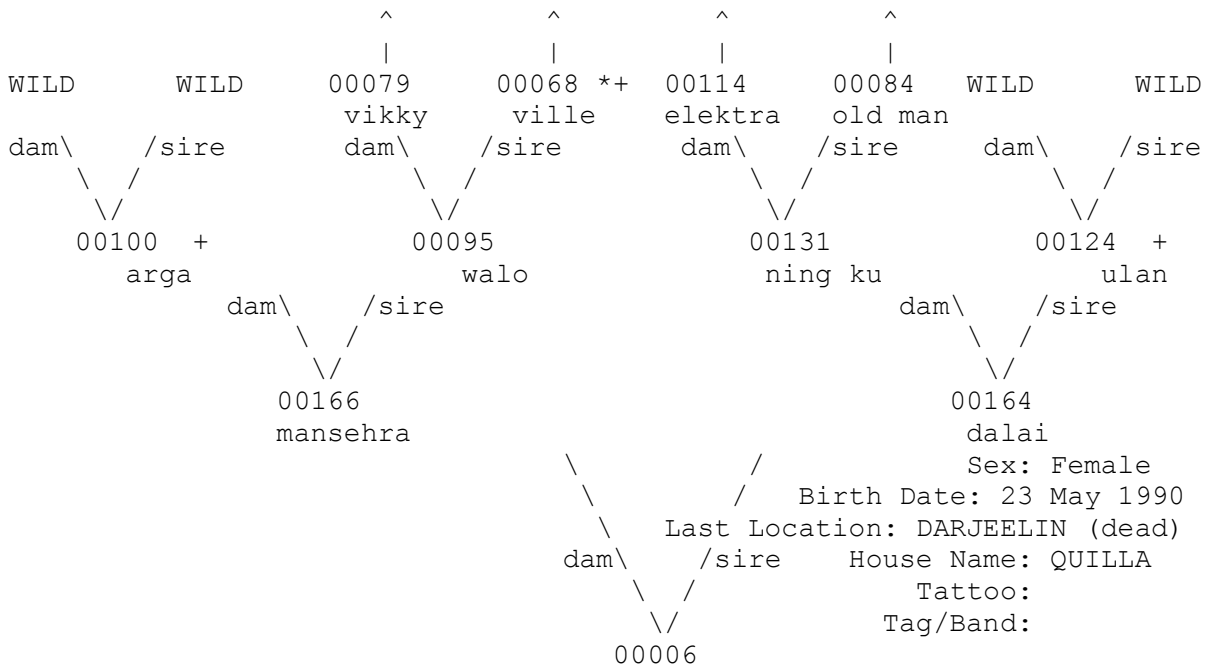 ^ ^ ^ ^
| | | |
WILD WILD 00079 00068 *+ 00114 00084 WILD WILD
vikky ville elektra old man
dam\ /sire dam\ /sire dam\ /sire dam\ /sire
\ / \ / \ / \ /
\/ \/ \/ \/
00100 + 00095 00131 00124 +
arga walo ning ku ulan
dam\ /sire dam\ /sire
\ / \ /
\/ \/
00166 00164
mansehra dalai
\ / Sex: Female
\ / Birth Date: 23 May 1990
\ Last Location: DARJEELIN (dead)
dam\ /sire House Name: QUILLA
\ / Tattoo:
\/ Tag/Band:
00006